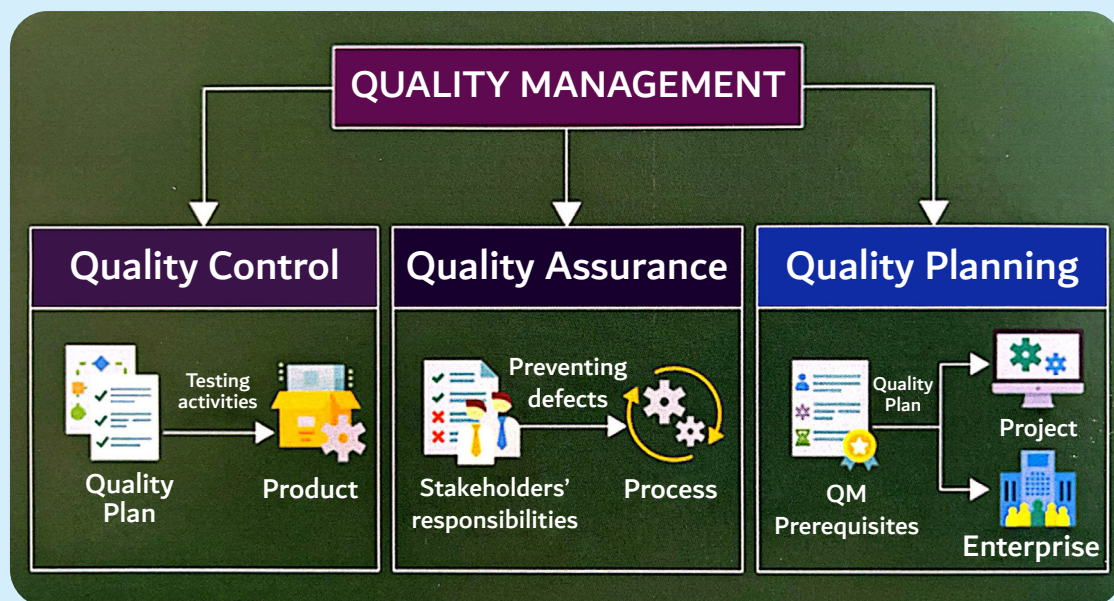 QUALITY MANAGEMENT
Quality Control
Testing
activities
Quality
Plan
Product
Quality Assurance
Preventing
defects
Stakeholders’
responsibilities
Process
Quality Planning
Quality
Plan
Project
QM
Prerequisites
Enterprise